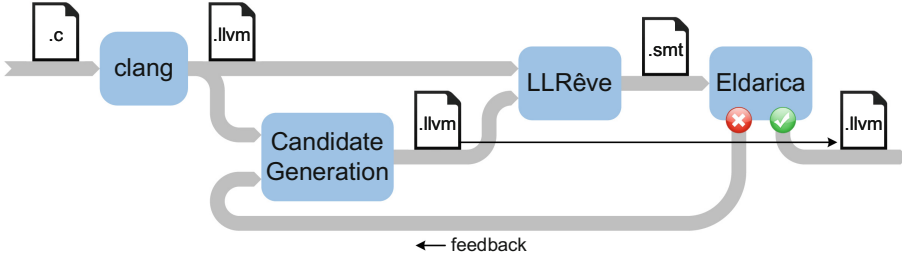 .c
clang
.llvm
LLRêve
.smt
Eldarica
Candidate
Generation
.llvm
.llvm
feedback